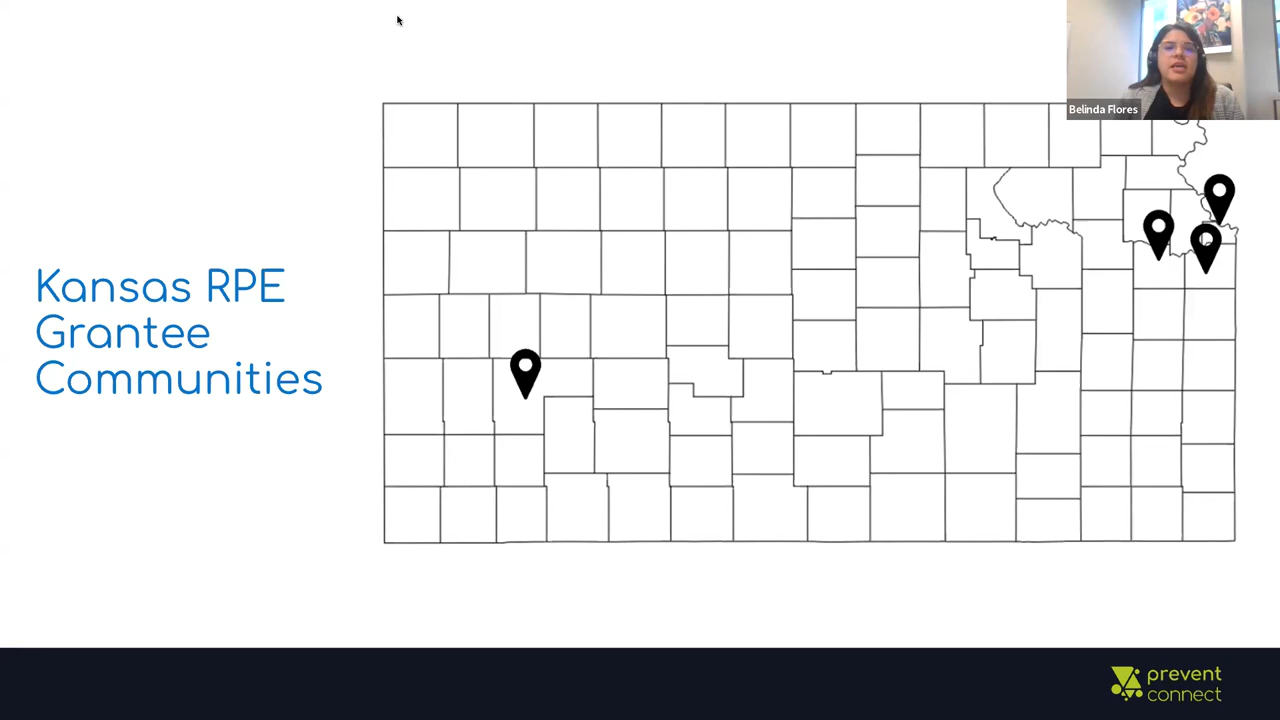 Belinda Flores
Kansas RPE
Grantee
Communities
prevent
connect